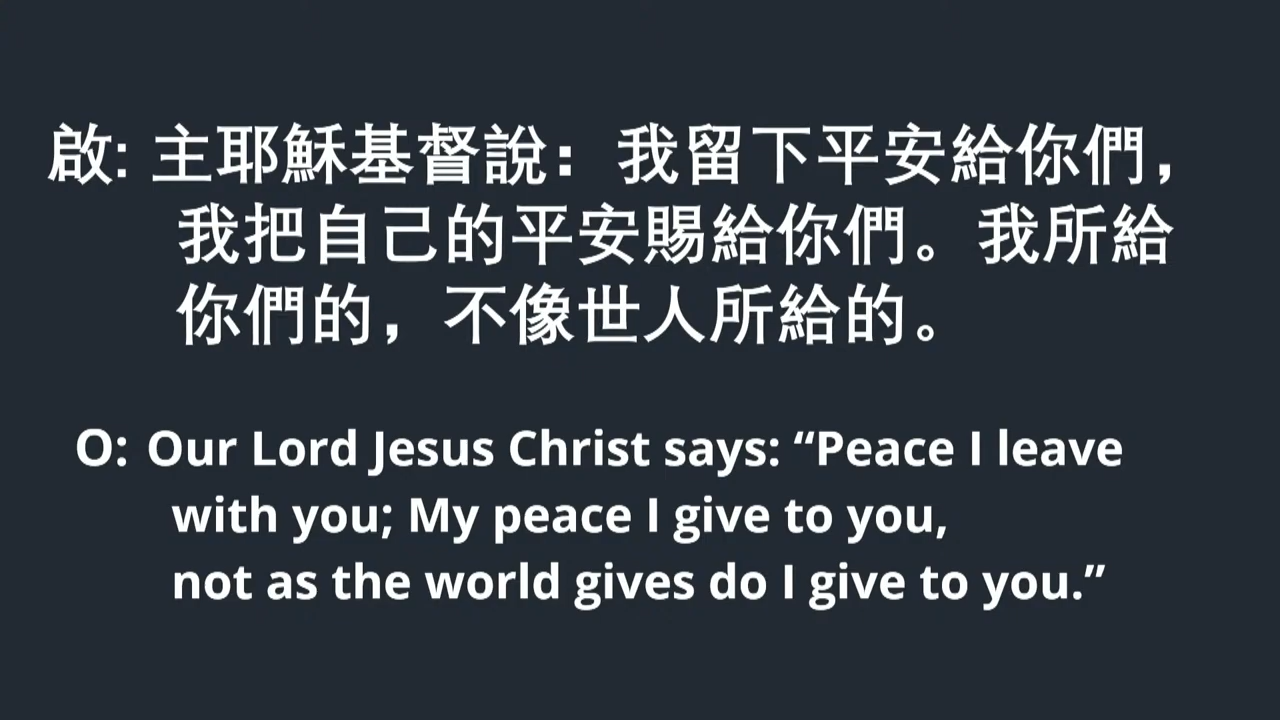 啟: 主耶穌基督說：我留下平安給你們，
我把自己的平安賜給你們。我所給
你們的，不像世人所給的。
O: Our Lord Jesus Christ says: “Peace I leave
with you; My peace I give to you,
not as the world gives do I give to you.”